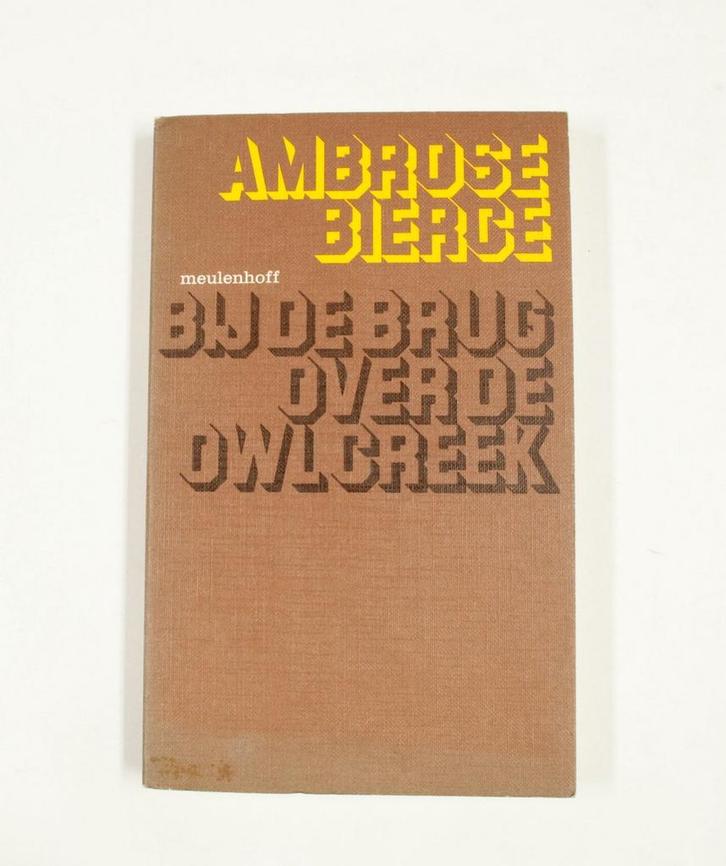 AMBROSE
BIERCE
meulenhoff
BIJ DE BRUG
OVER DE
OWL CREEK